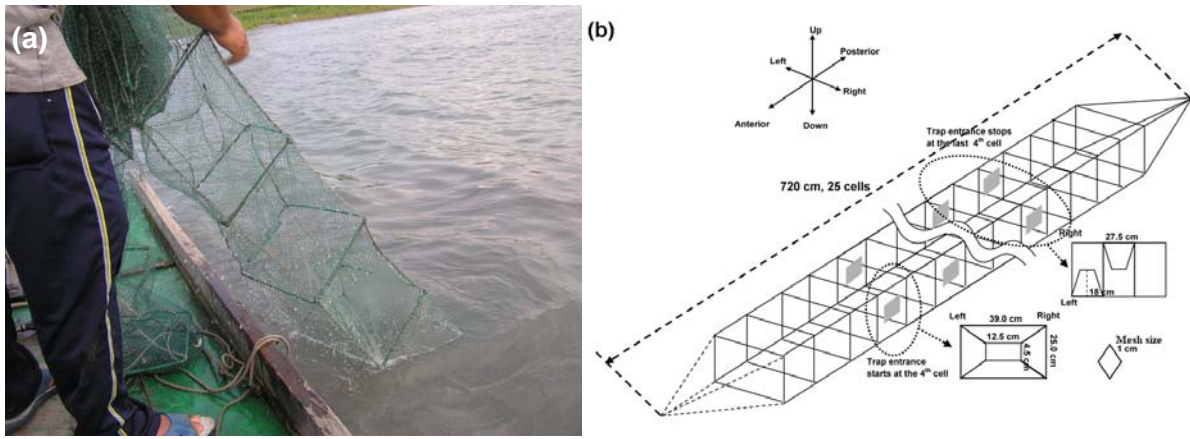 (a)
(b)
Up
Left
Posterior
Right
Anterior
Down
Trap entrance stops
at the last 4th cell
720 cm, 25 cells
Right
27.5 cm
18 cm
Left
Left
39.0 cm
Right
12.5 cm
4.5 cm
25.0 cm
Mesh size
1 cm
Trap entrance
starts at the 4th cell